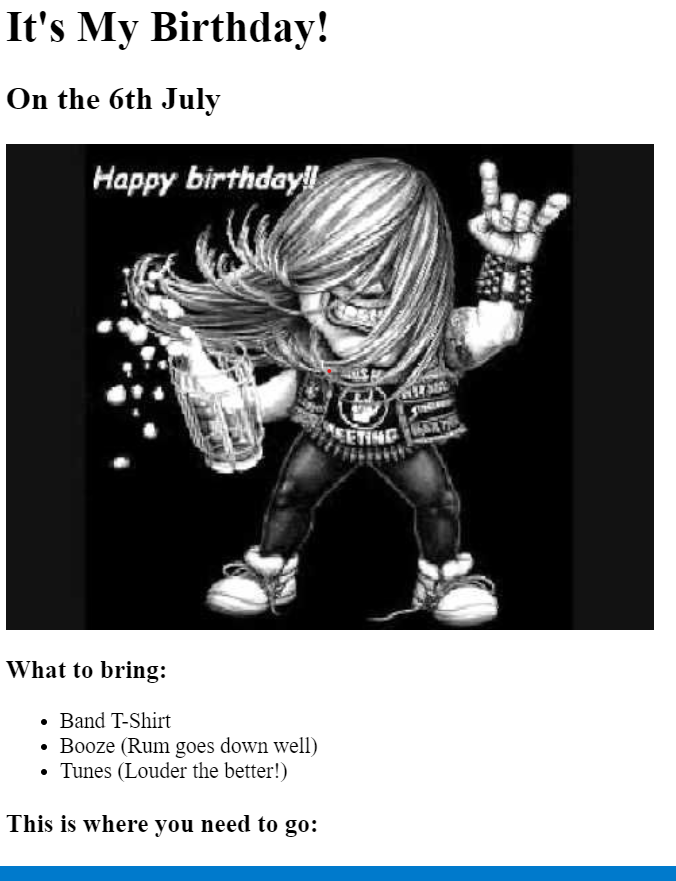 It's My Birthday!
On the 6th July
Happy birthday!!
EETING
What to bring:
Band T-Shirt
Booze (Rum goes down well)
Tunes (Louder the better!)
This is where you need to go: